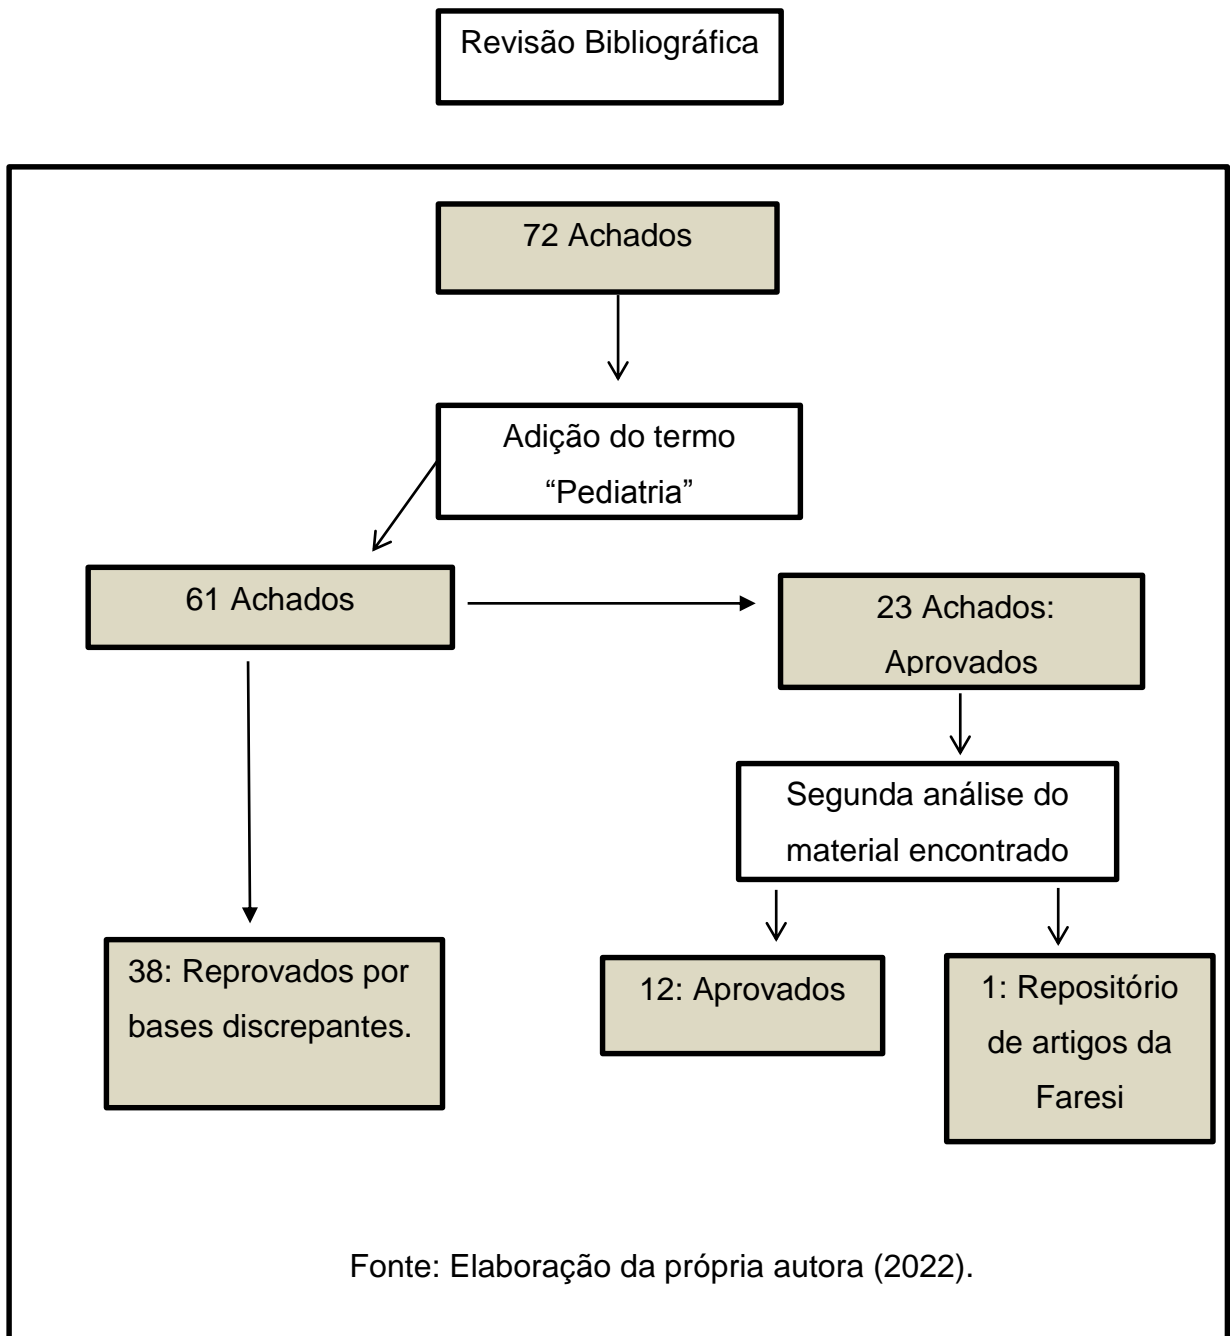 Revisão Bibliográfica
72 Achados
Adição do termo
“Pediatria”
61 Achados
23 Achados:
Aprovados
Segunda análise do
material encontrado
38: Reprovados por
bases discrepantes.
12: Aprovados
1: Repositório
de artigos da
Faresi
Fonte: Elaboração da própria autora (2022).